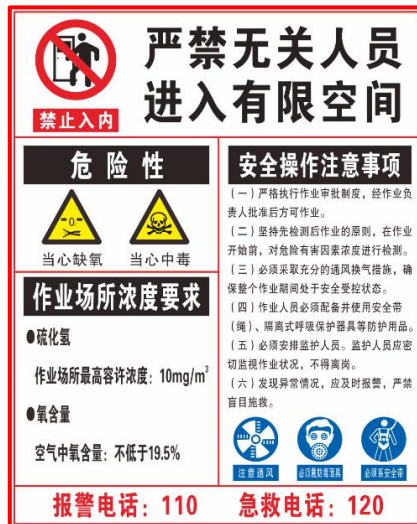 严禁无关人员
进入有限空间
禁止入内
危险性
当心缺氧
当心中毒
作业场所浓度要求
●硫化氢
作业场所最高容许浓度：10mg/m³
●氧含量
空气中氧含量：不低于19.5%
安全操作注意事项
（一）严格执行作业审批制度，经作业负
责人批准后方可作业。
（二）坚持先检测后作业的原则，在作业
开始前，对危险有害因素浓度进行检测。
（三）必须采取充分的通风换气措施，确
保整个作业期间处于安全受控状态。
（四）作业人员必须配备并使用安全带
（绳）、隔离式呼吸保护器具等防护用品。
（五）必须安排监护人员。监护人员应密
切监视作业状况，不得离岗。
（六）发现异常情况，应及时报警，严禁
盲目施救。
注意通风
必须戴防毒面具
必须系安全带
报警电话：110
急救电话：120